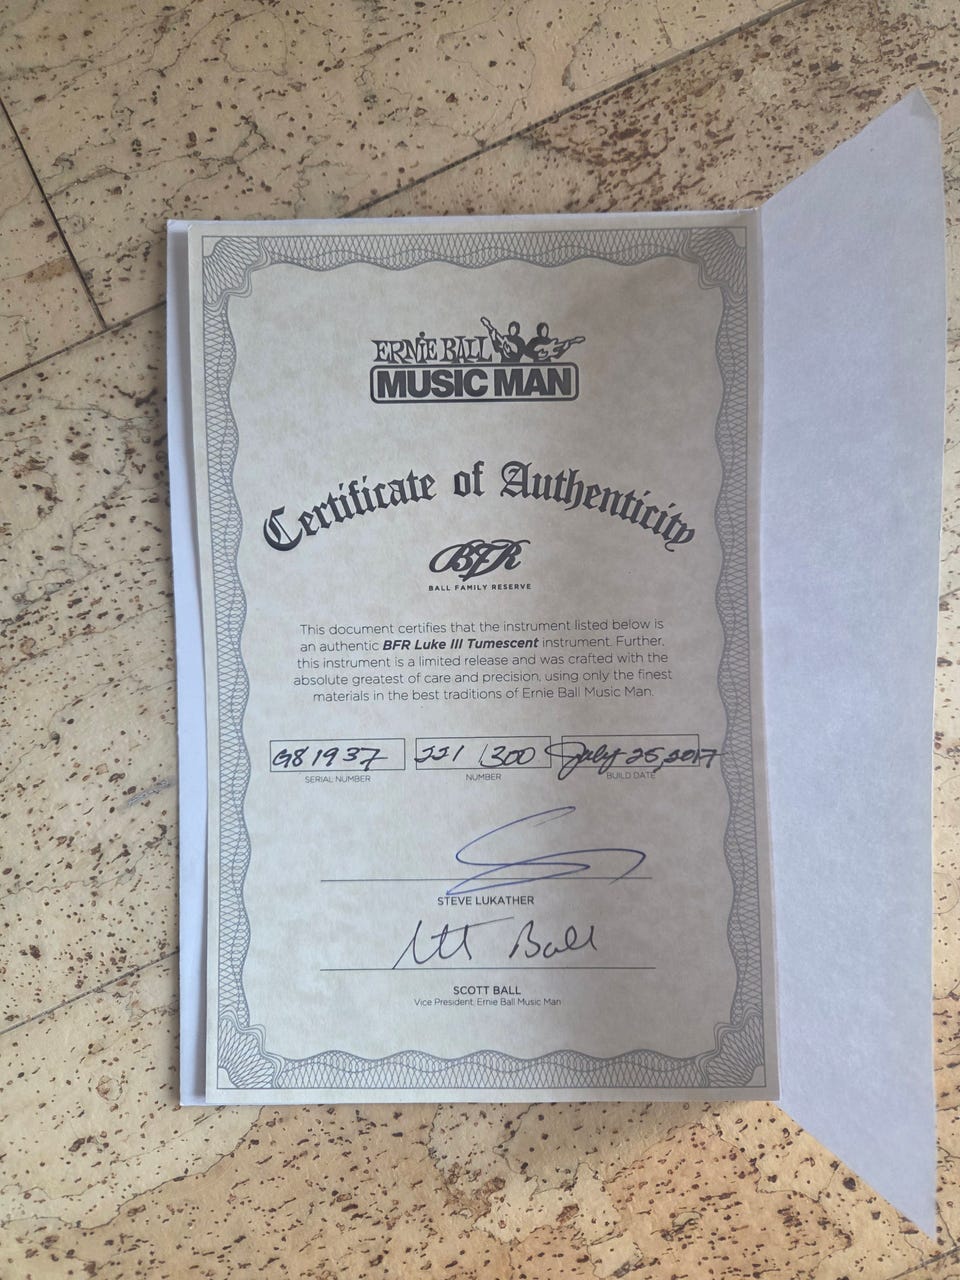 ERNIE BALL
MUSIC MAN
Certificate of Authenticity
BFR
BALL FAMILY RESERVE
This document certifies that the instrument listed below is
an authentic BFR Luke III Tumescent instrument. Further,
this instrument is a limited release and was crafted with the
absolute greatest of care and precision, using only the finest
materials in the best traditions of Ernie Ball Music Man.
G81937 221/300 July 25, 2017
SERIAL NUMBER NUMBER BUILD DATE
STEVE LUKATHER
Ball
SCOTT BALL
Vice President, Ernie Ball Music Man